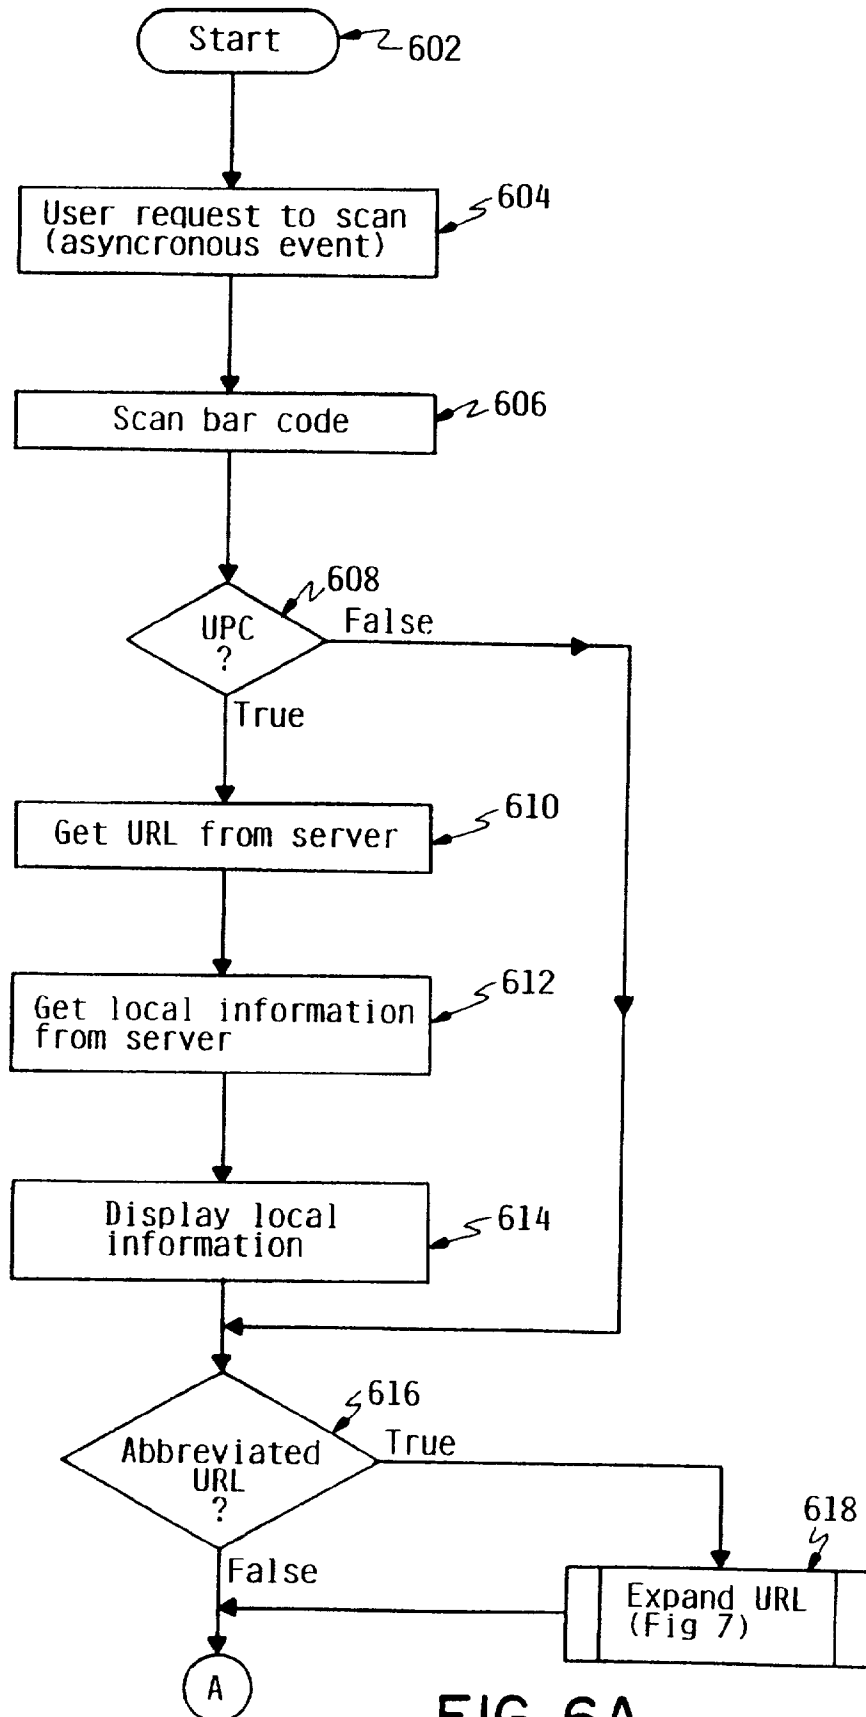 Start
602
User request to scan
(asyncronous event)
604
Scan bar code
606
608
UPC
?
False
True
Get URL from server
610
Get local information
from server
612
Display local
information
614
616
Abbreviated
URL
?
True
618
False
Expand URL
(Fig 7)
A
FIG. 6A